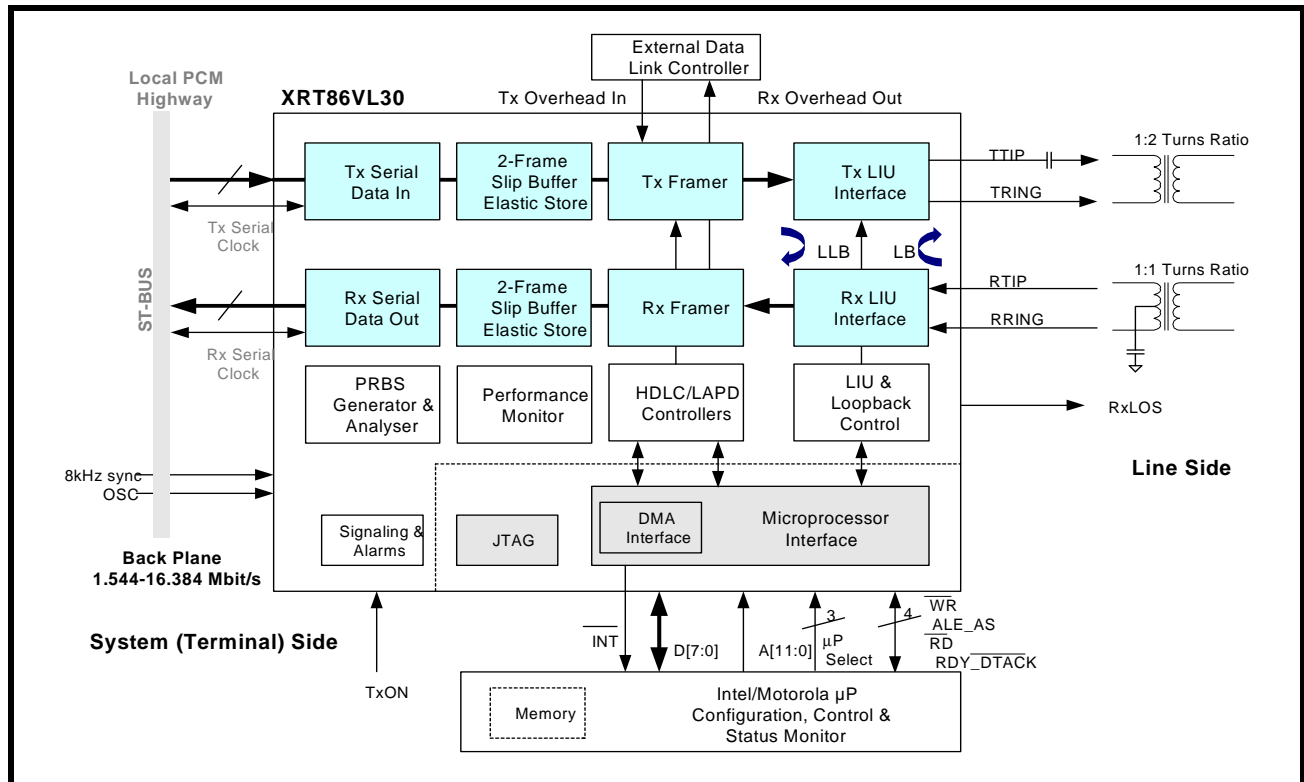 External Data
Link Controller
Local PCM
Highway
XRT86VL30
Tx Overhead In
Rx Overhead Out
1:2 Turns Ratio
Tx Serial
Data In
2-Frame
Slip Buffer
Elastic Store
Tx Framer
Tx LIU
Interface
TTIP
TRING
Tx Serial
Clock
ST-BUS
LLB
LB
1:1 Turns Ratio
Rx Serial
Data Out
2-Frame
Slip Buffer
Elastic Store
Rx Framer
Rx LIU
Interface
RTIP
RRING
Rx Serial
Clock
PRBS
Generator &
Analyser
Performance
Monitor
HDLC/LAPD
Controllers
LIU &
Loopback
Control
RxLOS
Line Side
8kHz sync
OSC
Signaling &
Alarms
JTAG
DMA
Interface
Microprocessor
Interface
Back Plane
1.544-16.384 Mbit/s
System (Terminal) Side
TxON
INT
D[7:0]
A[11:0]
3
µP
Select
4
WR
ALE_AS
RD
RDY_DTACK
Memory
Intel/Motorola µP
Configuration, Control &
Status Monitor